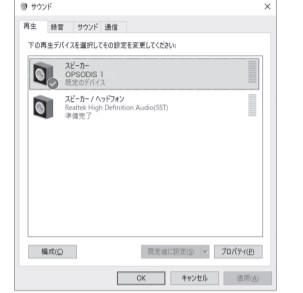 サウンド
再生 録音 サウンド 通信
下の再生デバイスを選択してその設定を変更してください:
スピーカー
OPSODIS 1
既定のデバイス
スピーカー / ヘッドフォン
Realtek High Definition Audio(SST)
準備完了
構成(C) 既定値に設定(S) プロパティ(P)
OK キャンセル 適用(A)